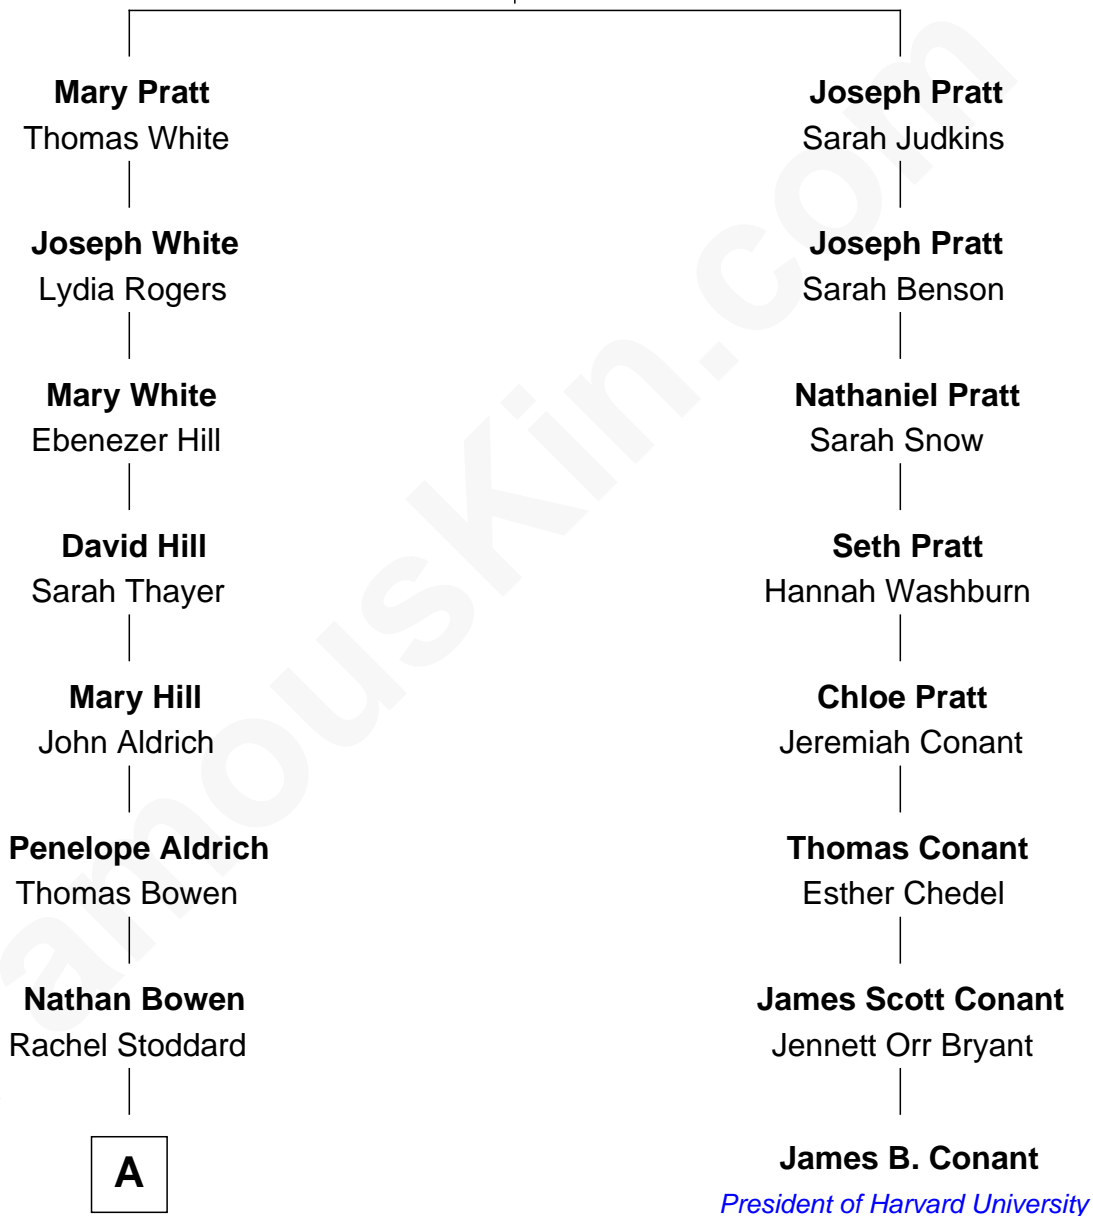 Mary Pratt
Thomas White
Joseph Pratt
Sarah Judkins
Joseph White
Lydia Rogers
Joseph Pratt
Sarah Benson
Mary White
Ebenezer Hill
Nathaniel Pratt
Sarah Snow
David Hill
Sarah Thayer
Seth Pratt
Hannah Washburn
Mary Hill
John Aldrich
Chloe Pratt
Jeremiah Conant
Penelope Aldrich
Thomas Bowen
Thomas Conant
Esther Chedel
Nathan Bowen
Rachel Stoddard
James Scott Conant
Jennett Orr Bryant
A
James B. Conant
President of Harvard University
amouskin.com